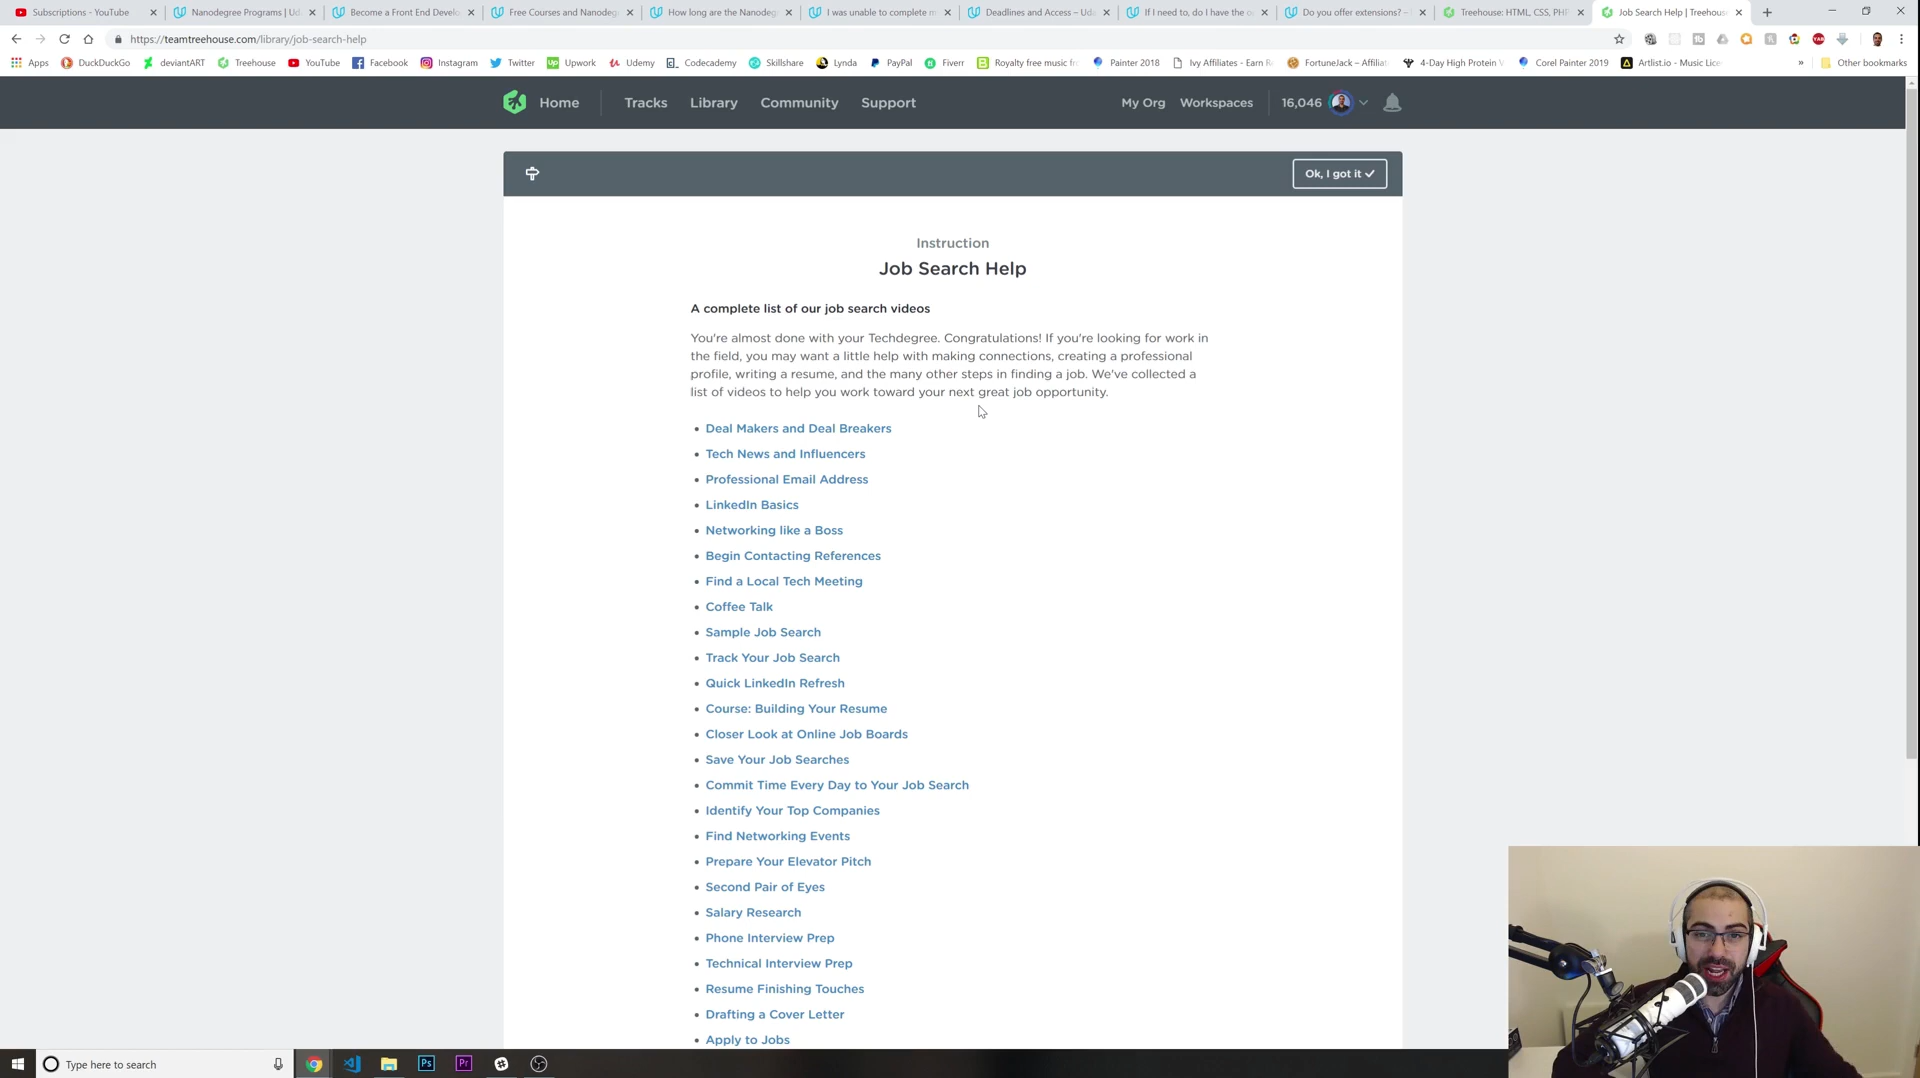 Subscriptions - YouTube
Nanodegree Programs | Ud
Become a Front End Develo
Free Courses and Nanodeg
How long are the Nanodeg
I was unable to complete m
Deadlines and Access – Uda
If I need to, do I have the o
Do you offer extensions? –
Treehouse: HTML, CSS, PHP
Job Search Help | Treehous
https://teamtreehouse.com/library/job-search-help
Apps
DuckDuckGo
deviantART
Treehouse
YouTube
Facebook
Instagram
Twitter
Upwork
Udemy
Codecademy
Skillshare
Lynda
PayPal
Fiverr
Royalty free music fr
Painter 2018
Ivy Affiliates - Earn R
FortuneJack – Affiliat
4-Day High Protein V
Corel Painter 2019
Artlist.io - Music Lice
»
Other bookmarks
Home
Tracks
Library
Community
Support
My Org
Workspaces
16,046
Ok, I got it
Instruction
Job Search Help
A complete list of our job search videos
You're almost done with your Techdegree. Congratulations! If you're looking for work in
the field, you may want a little help with making connections, creating a professional
profile, writing a resume, and the many other steps in finding a job. We've collected a
list of videos to help you work toward your next great job opportunity.
• Deal Makers and Deal Breakers
• Tech News and Influencers
• Professional Email Address
• LinkedIn Basics
• Networking like a Boss
• Begin Contacting References
• Find a Local Tech Meeting
• Coffee Talk
• Sample Job Search
• Track Your Job Search
• Quick LinkedIn Refresh
• Course: Building Your Resume
• Closer Look at Online Job Boards
• Save Your Job Searches
• Commit Time Every Day to Your Job Search
• Identify Your Top Companies
• Find Networking Events
• Prepare Your Elevator Pitch
• Second Pair of Eyes
• Salary Research
• Phone Interview Prep
• Technical Interview Prep
• Resume Finishing Touches
• Drafting a Cover Letter
• Apply to Jobs
Type here to search
Ps
Pr